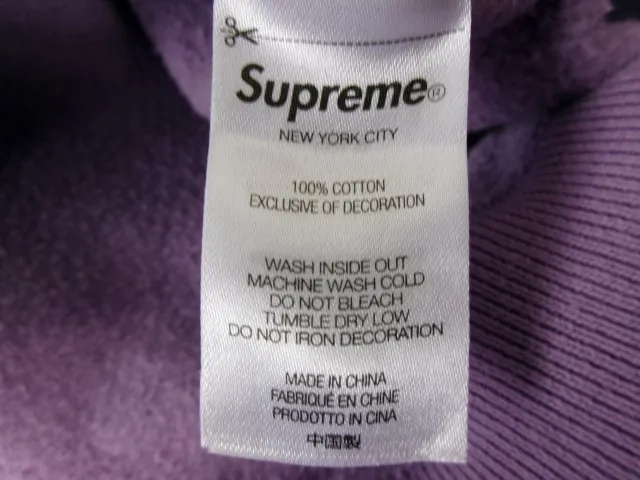 Supreme®
NEW YORK CITY
100% COTTON
EXCLUSIVE OF DECORATION
WASH INSIDE OUT
MACHINE WASH COLD
DO NOT BLEACH
TUMBLE DRY LOW
DO NOT IRON DECORATION
MADE IN CHINA
FABRIQUÉ EN CHINE
PRODOTTO IN CINA
中国製